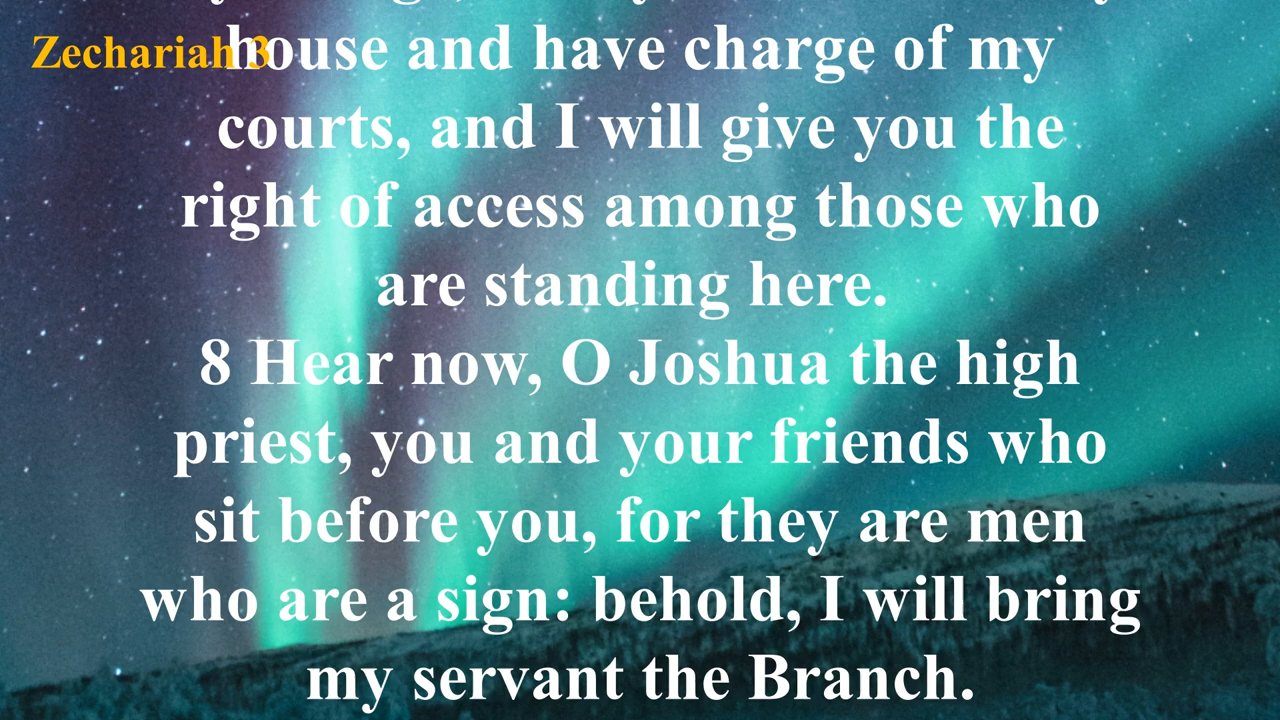 Zechariah 3
house and have charge of my
courts, and I will give you the
right of access among those who
are standing here.
8 Hear now, O Joshua the high
priest, you and your friends who
sit before you, for they are men
who are a sign: behold, I will bring
my servant the Branch.